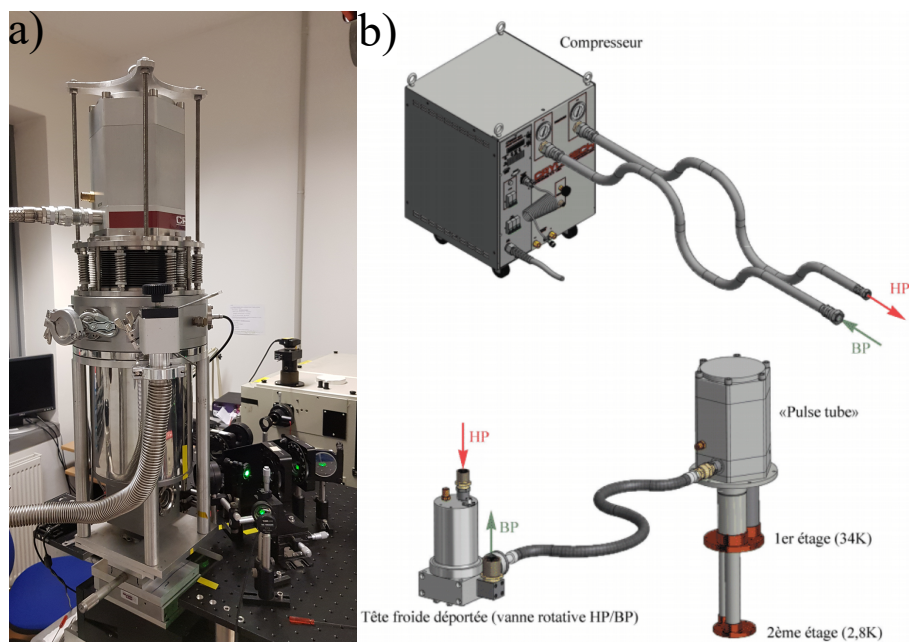 a)
b)
Compresseur
HP
BP
«Pulse tube»
HP
BP
1er étage (34K)
Tête froide déportée (vanne rotative HP/BP)
2ème étage (2,8K)